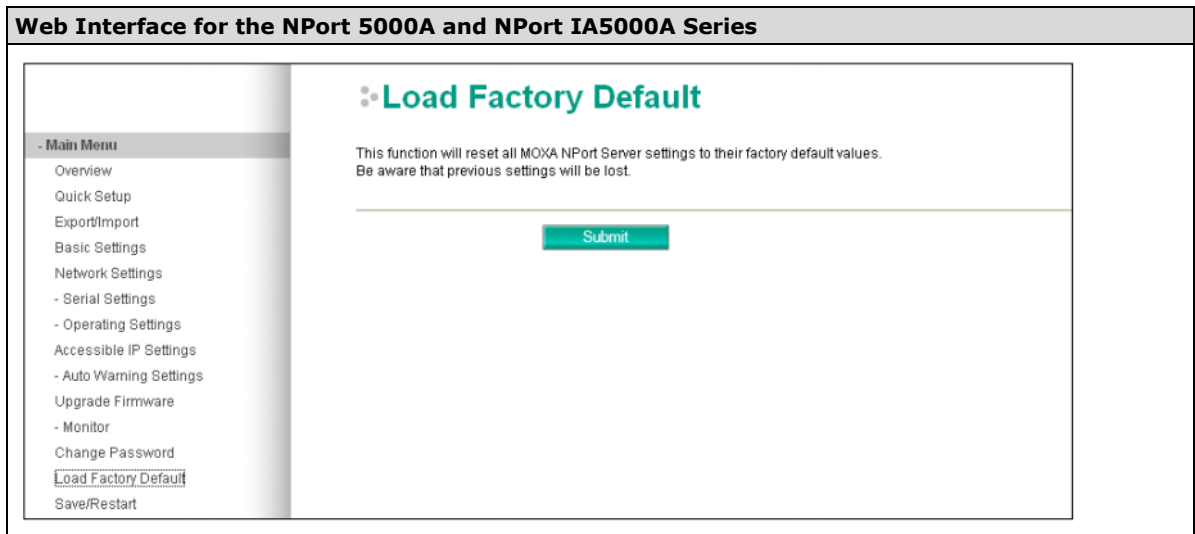 Web Interface for the NPort 5000A and NPort IA5000A Series
Load Factory Default
- Main Menu
Overview
Quick Setup
Export/Import
Basic Settings
Network Settings
- Serial Settings
- Operating Settings
Accessible IP Settings
- Auto Warning Settings
Upgrade Firmware
- Monitor
Change Password
Load Factory Default
Save/Restart
This function will reset all MOXA NPort Server settings to their factory default values.
Be aware that previous settings will be lost.
Submit